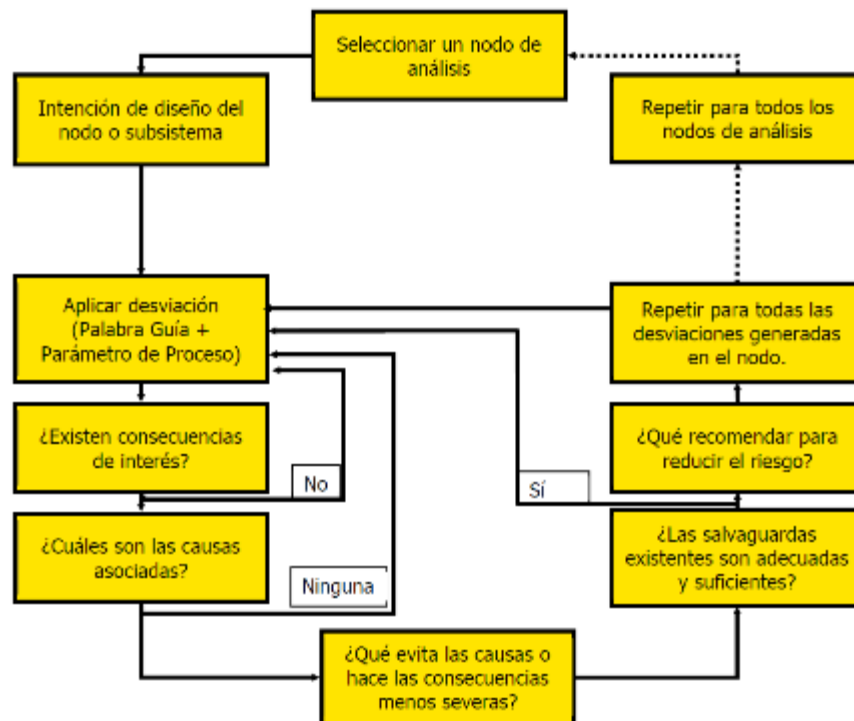 Seleccionar un nodo de
análisis
Intención de diseño del
nodo o subsistema
Repetir para todos los
nodos de análisis
Aplicar desviación
(Palabra Guía +
Parámetro de Proceso)
Repetir para todas las
desviaciones generadas
en el nodo.
¿Existen consecuencias
de interés?
¿Qué recomendar para
reducir el riesgo?
No
Sí
¿Cuáles son las causas
asociadas?
¿Las salvaguardas
existentes son adecuadas
y suficientes?
Ninguna
¿Qué evita las causas o
hace las consecuencias
menos severas?